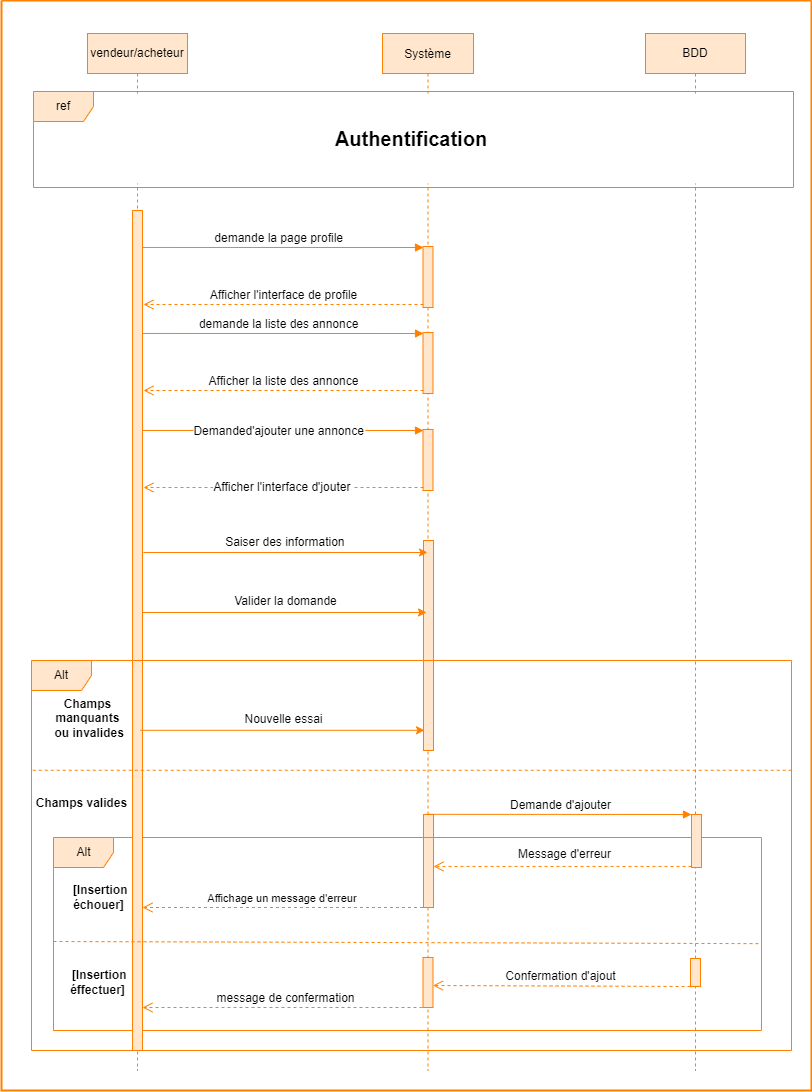 vendeur/acheteur
Système
BDD
ref
Authentification
demande la page profile
Afficher l'interface de profile
demande la liste des annonce
Afficher la liste des annonce
Demanded'ajouter une annonce
Afficher l'interface d'jouter
Saiser des information
Valider la domande
Alt
Champs
manquants
ou invalides
Nouvelle essai
Champs valides
Demande d'ajouter
Alt
Message d'erreur
[Insertion
échouer]
Affichage un message d'erreur
[Insertion
éffectuer]
Confermation d'ajout
message de confermation